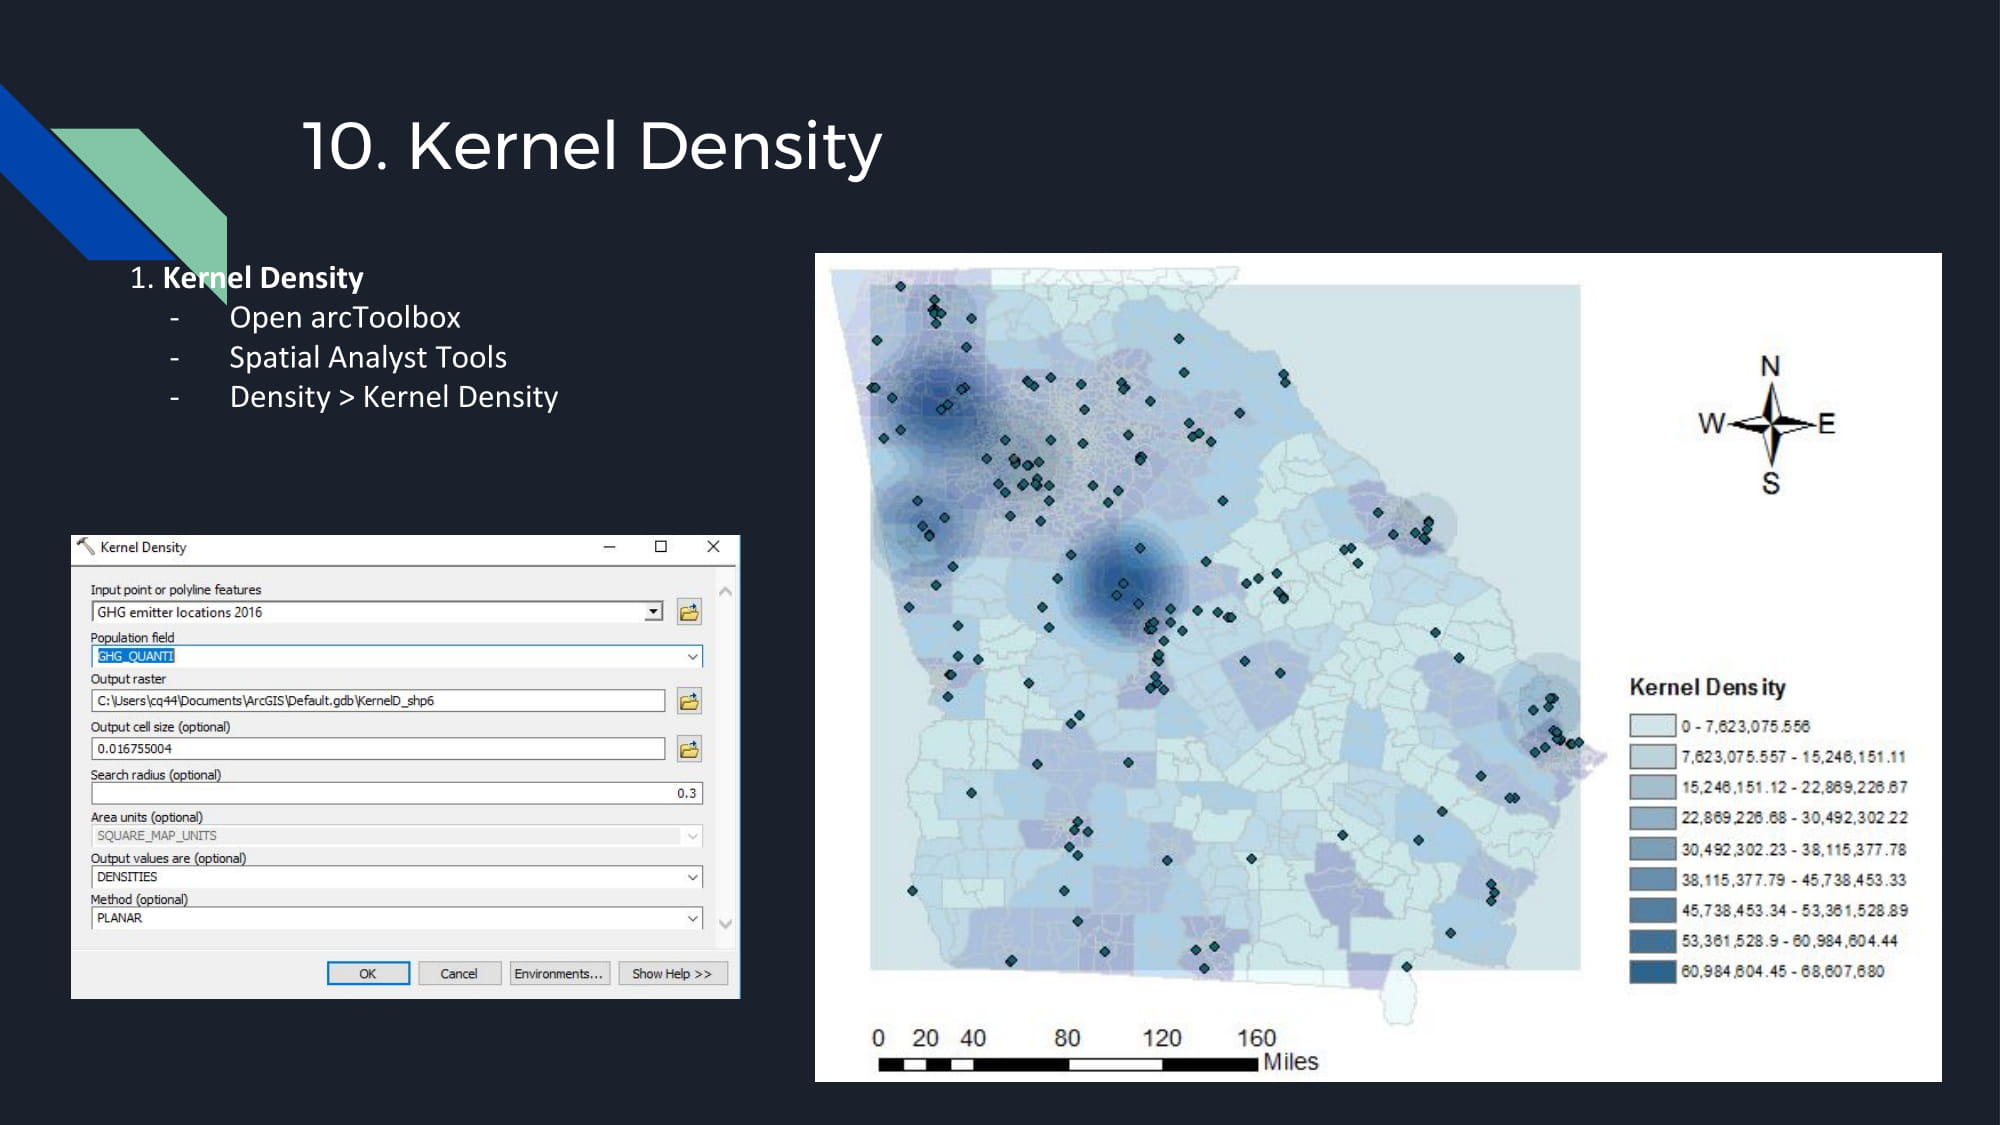 10. Kernel Density
1. Kernel Density
- Open arcToolbox
- Spatial Analyst Tools
- Density > Kernel Density
Kernel Density
Input point or polyline features
GHG emitter locations 2016
Population field
GHG_QUANTI
Output raster
C:\Users\cq44\Documents\ArcGIS\Default.gdb\KernelD_shp6
Output cell size (optional)
0.016755004
Search radius (optional)
0.3
Area units (optional)
SQUARE_MAP_UNITS
Output values are (optional)
DENSITIES
Method (optional)
PLANAR
OK Cancel Environments... Show Help >>
N
W E
S
Kernel Density
0 - 7,623,075.556
7,623,075.557 - 15,246,151.11
15,246,151.12 - 22,869,226.67
22,869,226.68 - 30,492,302.22
30,492,302.23 - 38,115,377.78
38,115,377.79 - 45,738,453.33
45,738,453.34 - 53,361,528.89
53,361,528.9 - 60,984,604.44
60,984,604.45 - 68,607,680
0 20 40 80 120 160
Miles